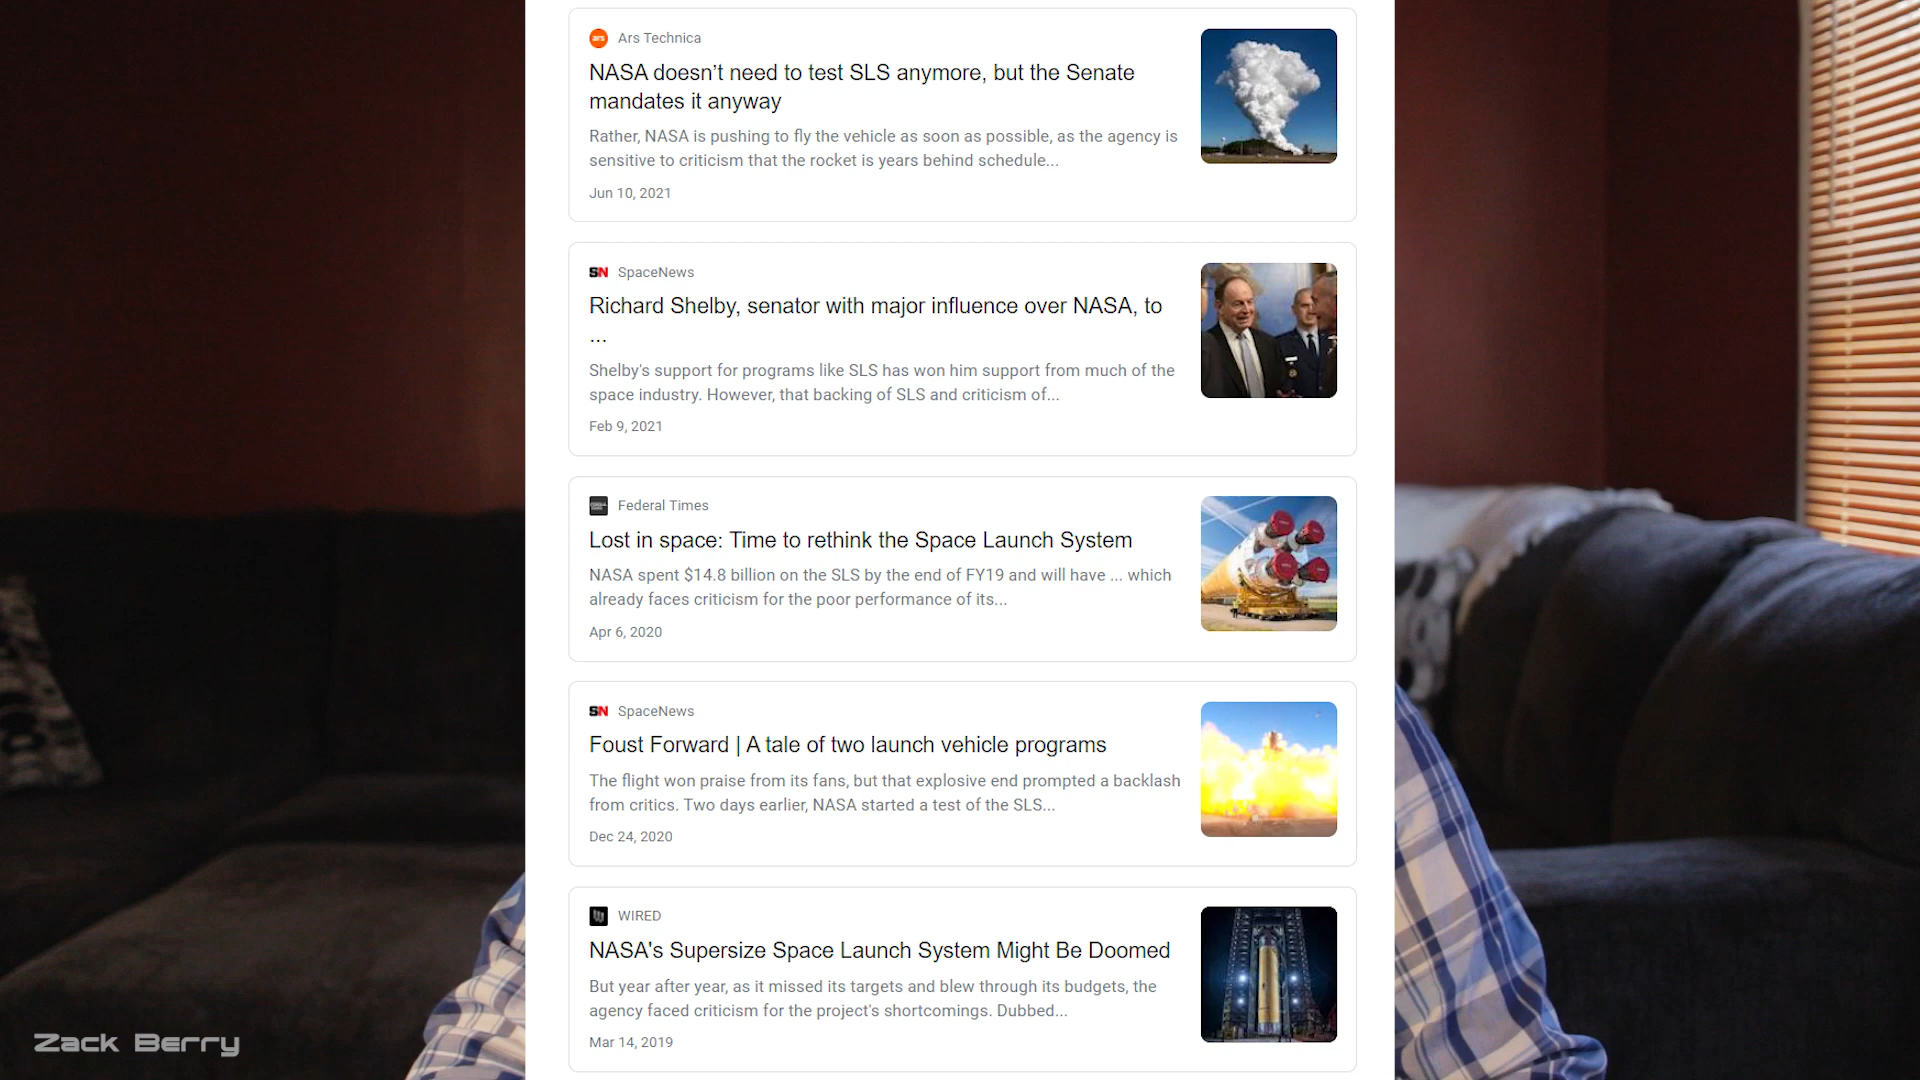 Ars Technica
NASA doesn’t need to test SLS anymore, but the Senate
mandates it anyway
Rather, NASA is pushing to fly the vehicle as soon as possible, as the agency is
sensitive to criticism that the rocket is years behind schedule...
Jun 10, 2021
SN SpaceNews
Richard Shelby, senator with major influence over NASA, to
...
Shelby's support for programs like SLS has won him support from much of the
space industry. However, that backing of SLS and criticism of...
Feb 9, 2021
Federal Times
Lost in space: Time to rethink the Space Launch System
NASA spent $14.8 billion on the SLS by the end of FY19 and will have ... which
already faces criticism for the poor performance of its...
Apr 6, 2020
SN SpaceNews
Foust Forward | A tale of two launch vehicle programs
The flight won praise from its fans, but that explosive end prompted a backlash
from critics. Two days earlier, NASA started a test of the SLS...
Dec 24, 2020
WIRED
NASA's Supersize Space Launch System Might Be Doomed
But year after year, as it missed its targets and blew through its budgets, the
agency faced criticism for the project's shortcomings. Dubbed...
Mar 14, 2019
Zack Berry